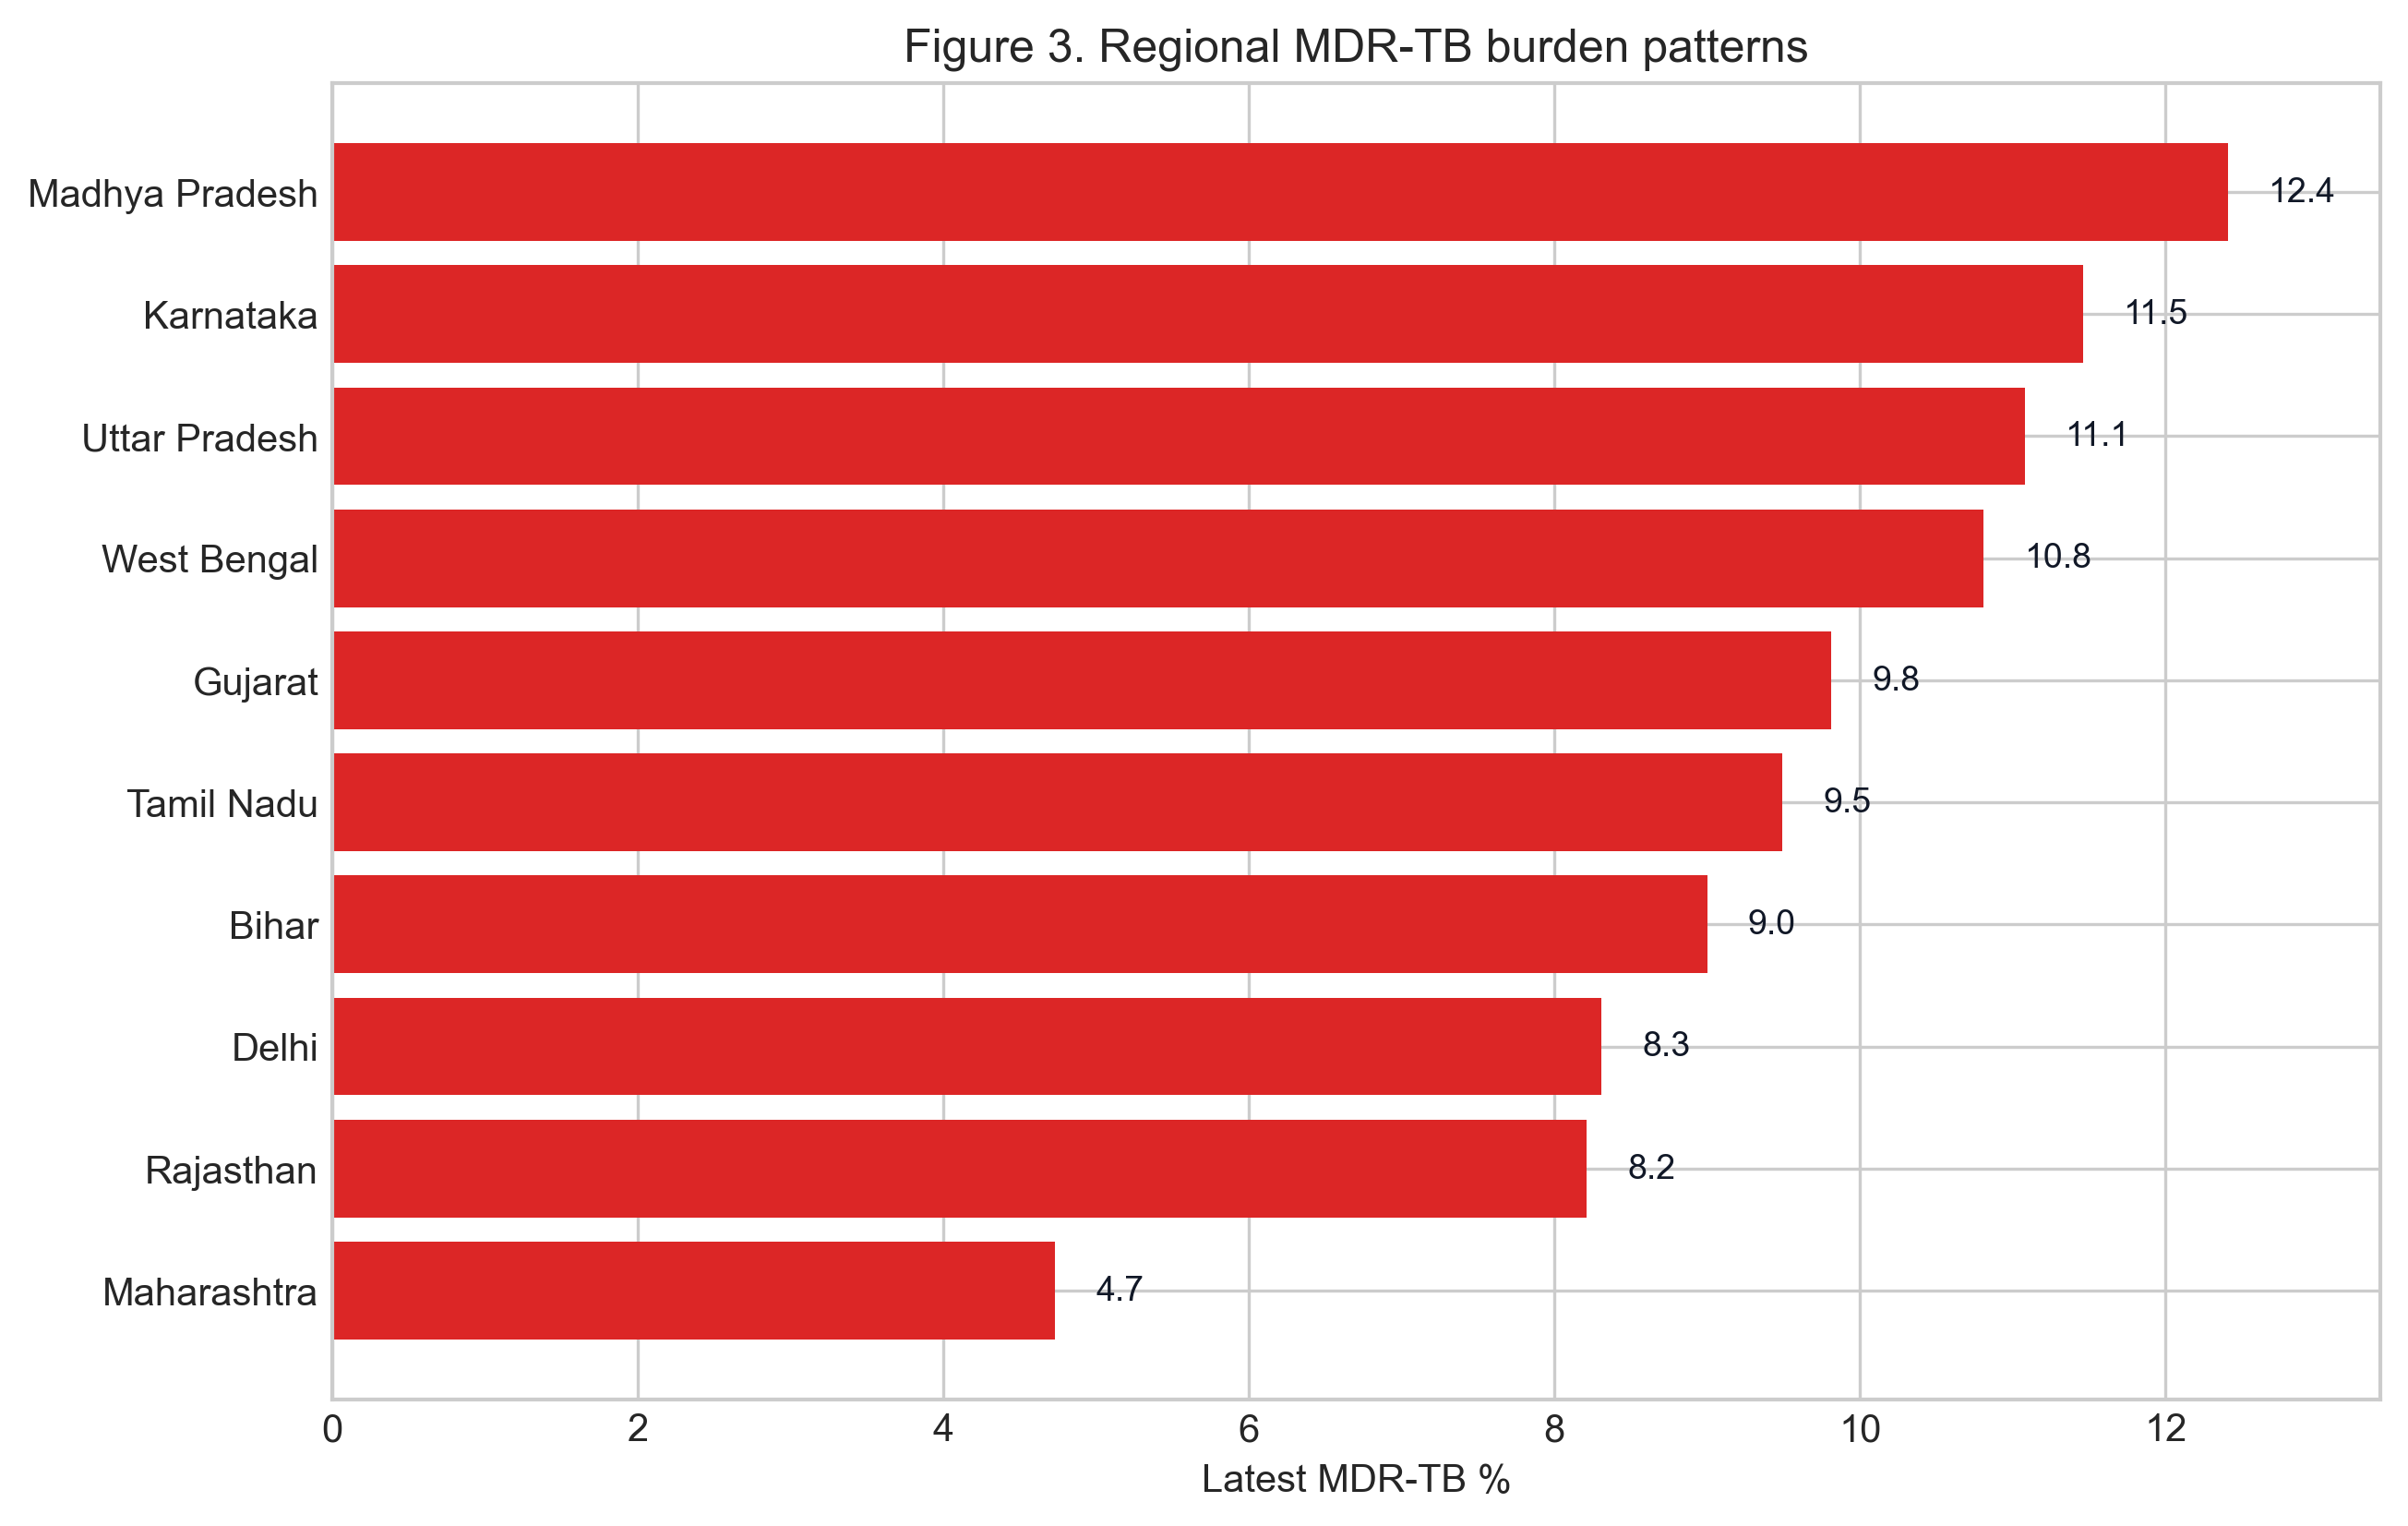 Figure 3. Regional MDR-TB burden patterns
Madhya Pradesh 12.4
Karnataka 11.5
Uttar Pradesh 11.1
West Bengal 10.8
Gujarat 9.8
Tamil Nadu 9.5
Bihar 9.0
Delhi 8.3
Rajasthan 8.2
Maharashtra 4.7
0 2 4 6 8 10 12
Latest MDR-TB %